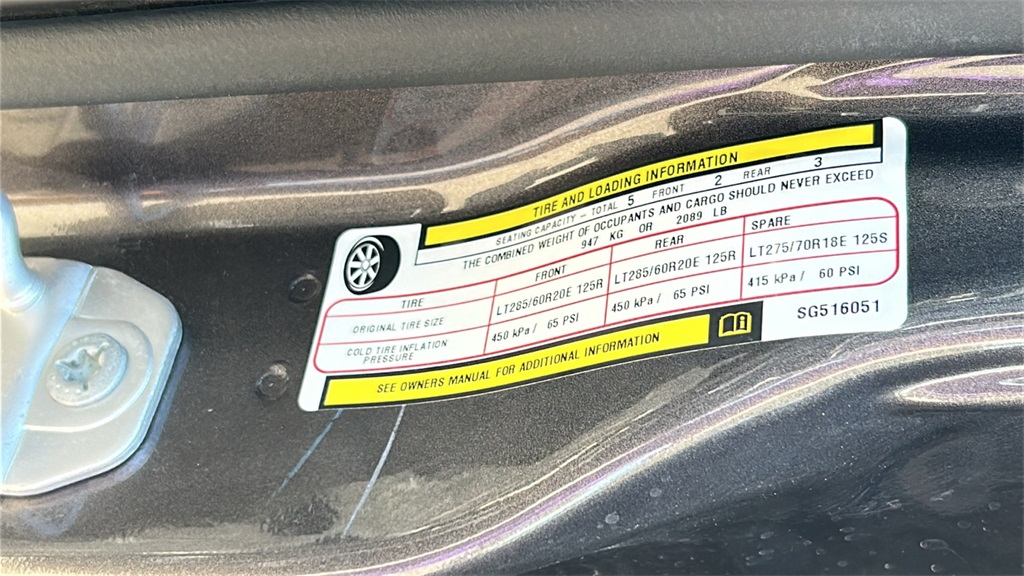 TIRE AND LOADING INFORMATION
SEATING CAPACITY – TOTAL 5 FRONT 2 REAR 3
THE COMBINED WEIGHT OF OCCUPANTS AND CARGO SHOULD NEVER EXCEED
947 KG OR 2089 LB
TIRE FRONT REAR SPARE
ORIGINAL TIRE SIZE LT285/60R20E 125R LT285/60R20E 125R LT275/70R18E 125S
COLD TIRE INFLATION PRESSURE 450 kPa / 65 PSI 450 kPa / 65 PSI 415 kPa / 60 PSI
SEE OWNERS MANUAL FOR ADDITIONAL INFORMATION
SG516051